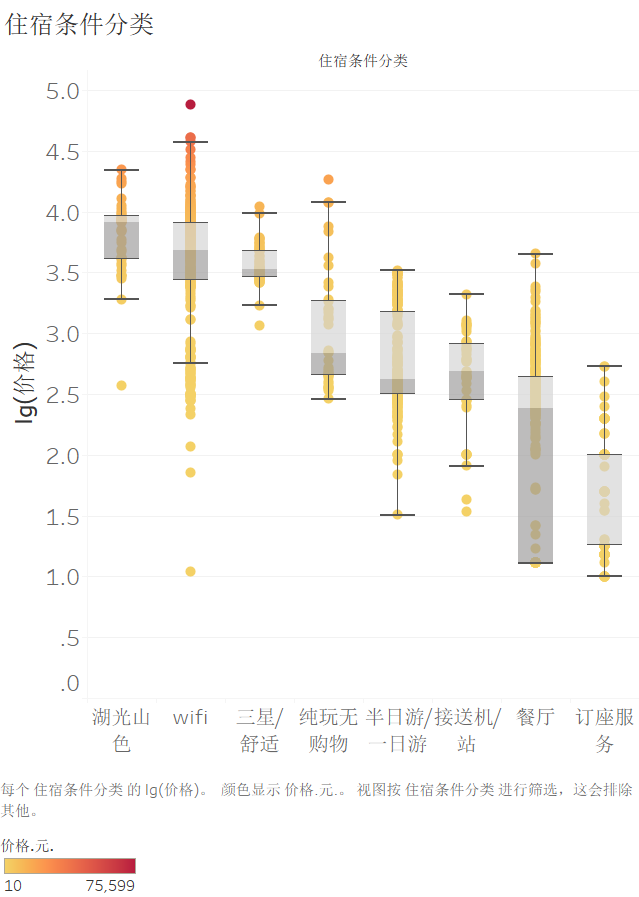 住宿条件分类
住宿条件分类
5.0
4.5
4.0
3.5
3.0
2.5
2.0
1.5
1.0
.5
.0
lg(价格)
湖光山色
wifi
三星/舒适
纯玩无购物
半日游/一日游
接送机/站
餐厅
订座服务
每个 住宿条件分类 的 lg(价格)。 颜色显示 价格.元.。 视图按 住宿条件分类 进行筛选，这会排除
其他。
价格.元.
10 75,599